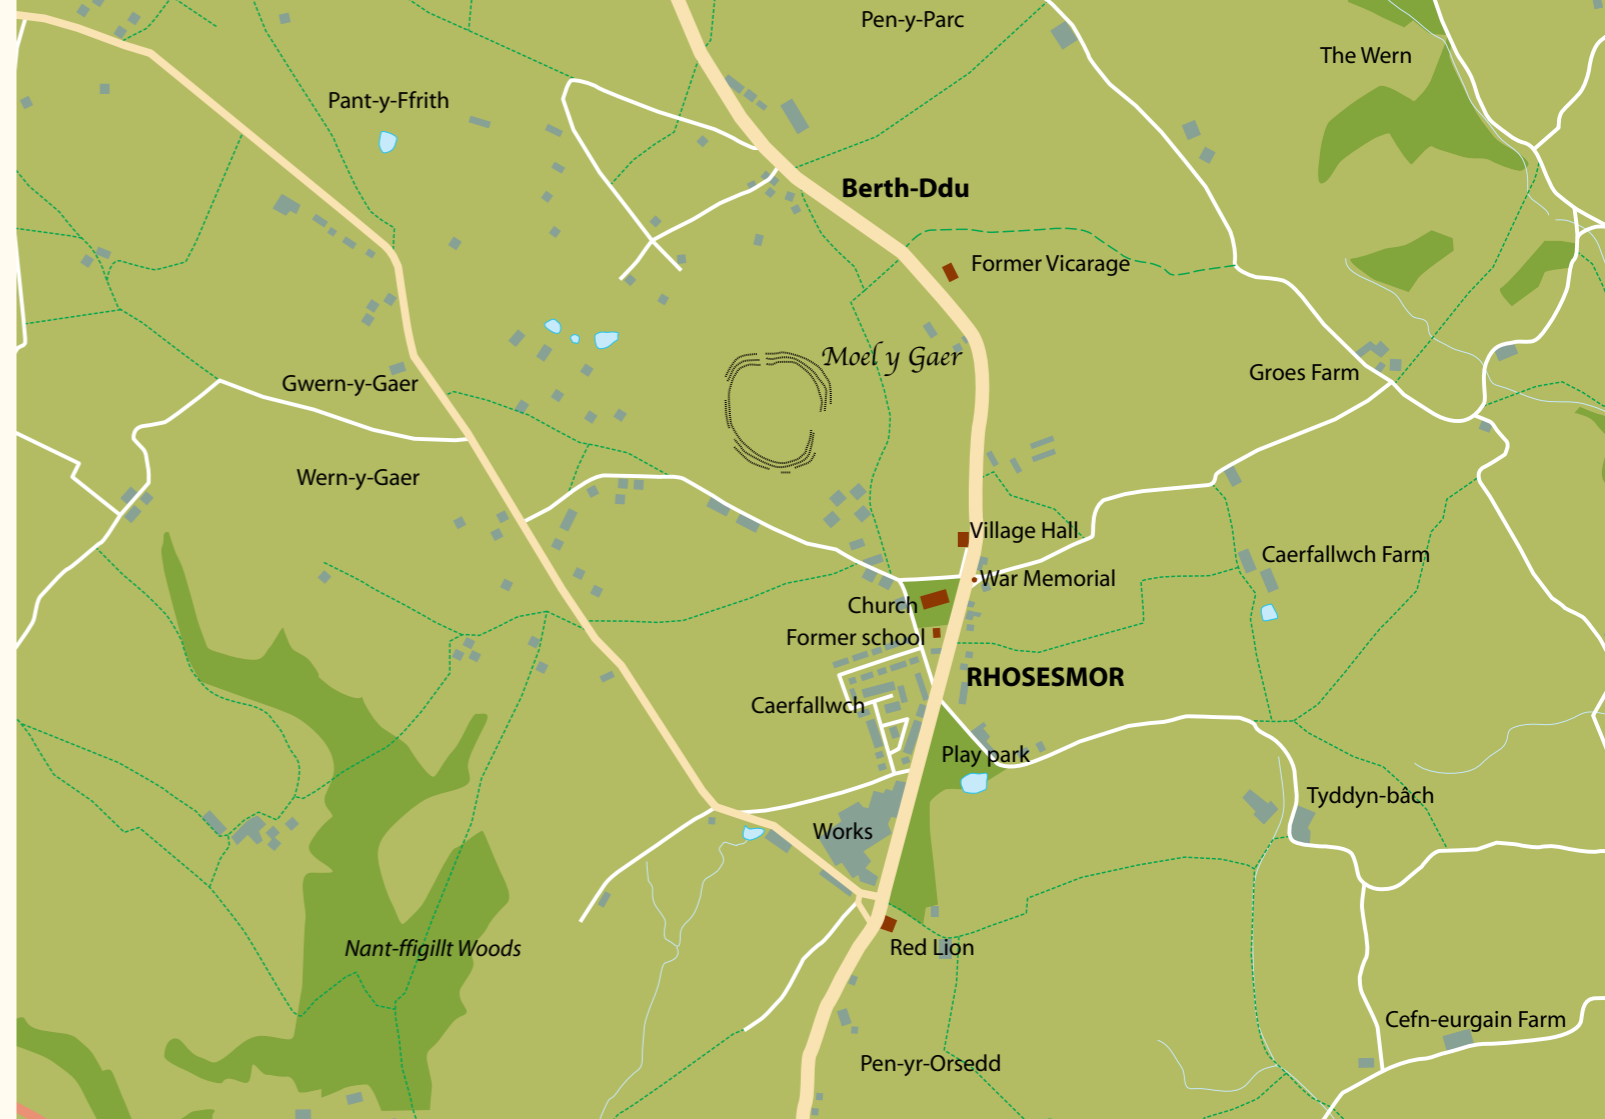 Pen-y-Parc
The Wern
Pant-y-Ffrith
Berth-Ddu
Former Vicarage
Moel y Gaer
Groes Farm
Gwern-y-Gaer
Wern-y-Gaer
Village Hall
Caerfallwch Farm
War Memorial
Church
Former school
RHOSESMOR
Caerfallwch
Play park
Tyddyn-bach
Works
Nant-ffigillt Woods
Red Lion
Cefn-eurgain Farm
Pen-yr-Orsedd